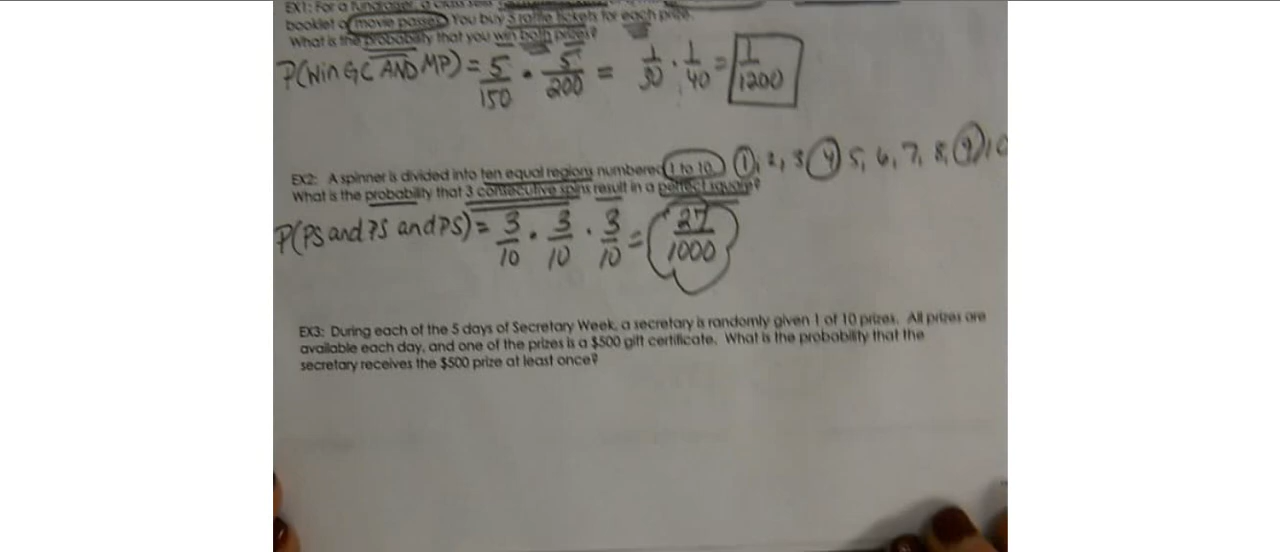 EX1: For a fundraiser, a class sells
booklet of movie passes. You buy 5 raffle tickets for each prize.
What is the probability that you win both prizes?
P(Win GC AND MP) = 5/150 · 5/200 = 1/30 · 1/40 = 1/1200
EX2: A spinner is divided into ten equal regions numbered 1 to 10. 1, 2, 3 4 5, 6, 7, 8, 9, 10
What is the probability that 3 consecutive spins result in a perfect square?
P(PS and PS and PS) = 3/10 · 3/10 · 3/10 = 27/1000
EX3: During each of the 5 days of Secretary Week, a secretary is randomly given 1 of 10 prizes. All prizes are
available each day, and one of the prizes is a $500 gift certificate. What is the probability that the
secretary receives the $500 prize at least once?